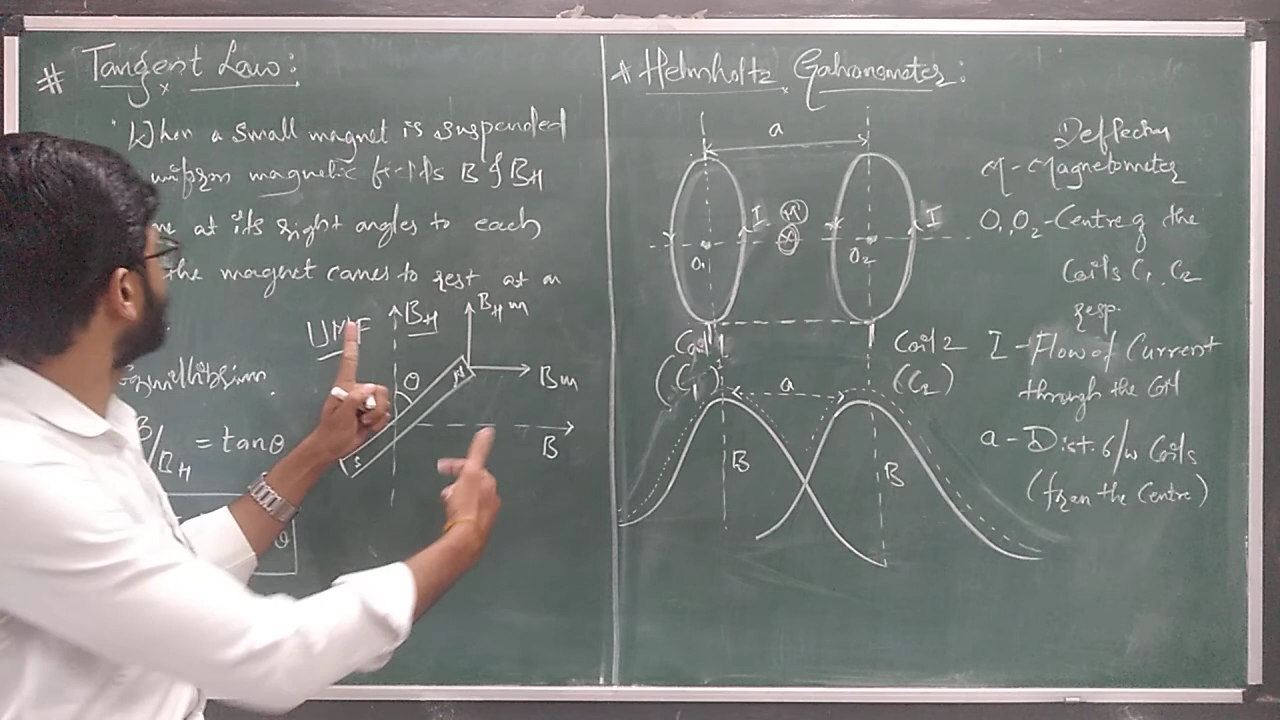 # Tangent Law:
When a small magnet is suspended
uniform magnetic fields B & BH
at its right angles to each
the magnet comes to rest at an
UMF
BH
BH m
θ
N
Bm
S
B
B/BH = tanθ
θ
* Helmholtz Galvanometer:
a
I
M
I
O1
O2
Coil 1
(C1)
Coil 2
(C2)
a
B
B
Deflection
M - Magnetometer
O1, O2 - Centre of the
Coils C1, C2
resp.
I - Flow of Current
through the Coil
a - Dist. b/w Coils
(from the Centre)